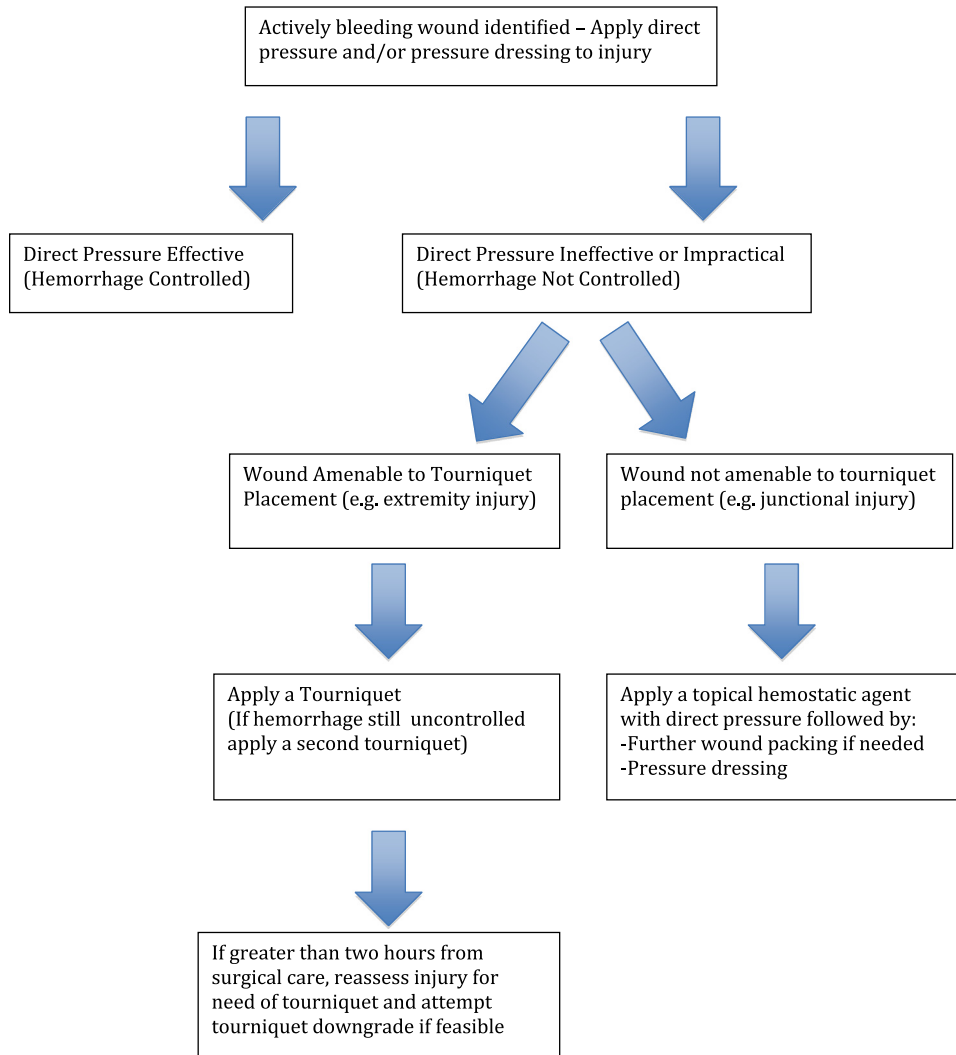 Actively bleeding wound identified – Apply direct
pressure and/or pressure dressing to injury
Direct Pressure Effective
(Hemorrhage Controlled)
Direct Pressure Ineffective or Impractical
(Hemorrhage Not Controlled)
Wound Amenable to Tourniquet
Placement (e.g. extremity injury)
Wound not amenable to tourniquet
placement (e.g. junctional injury)
Apply a Tourniquet
(If hemorrhage still uncontrolled
apply a second tourniquet)
Apply a topical hemostatic agent
with direct pressure followed by:
-Further wound packing if needed
-Pressure dressing
If greater than two hours from
surgical care, reassess injury for
need of tourniquet and attempt
tourniquet downgrade if feasible